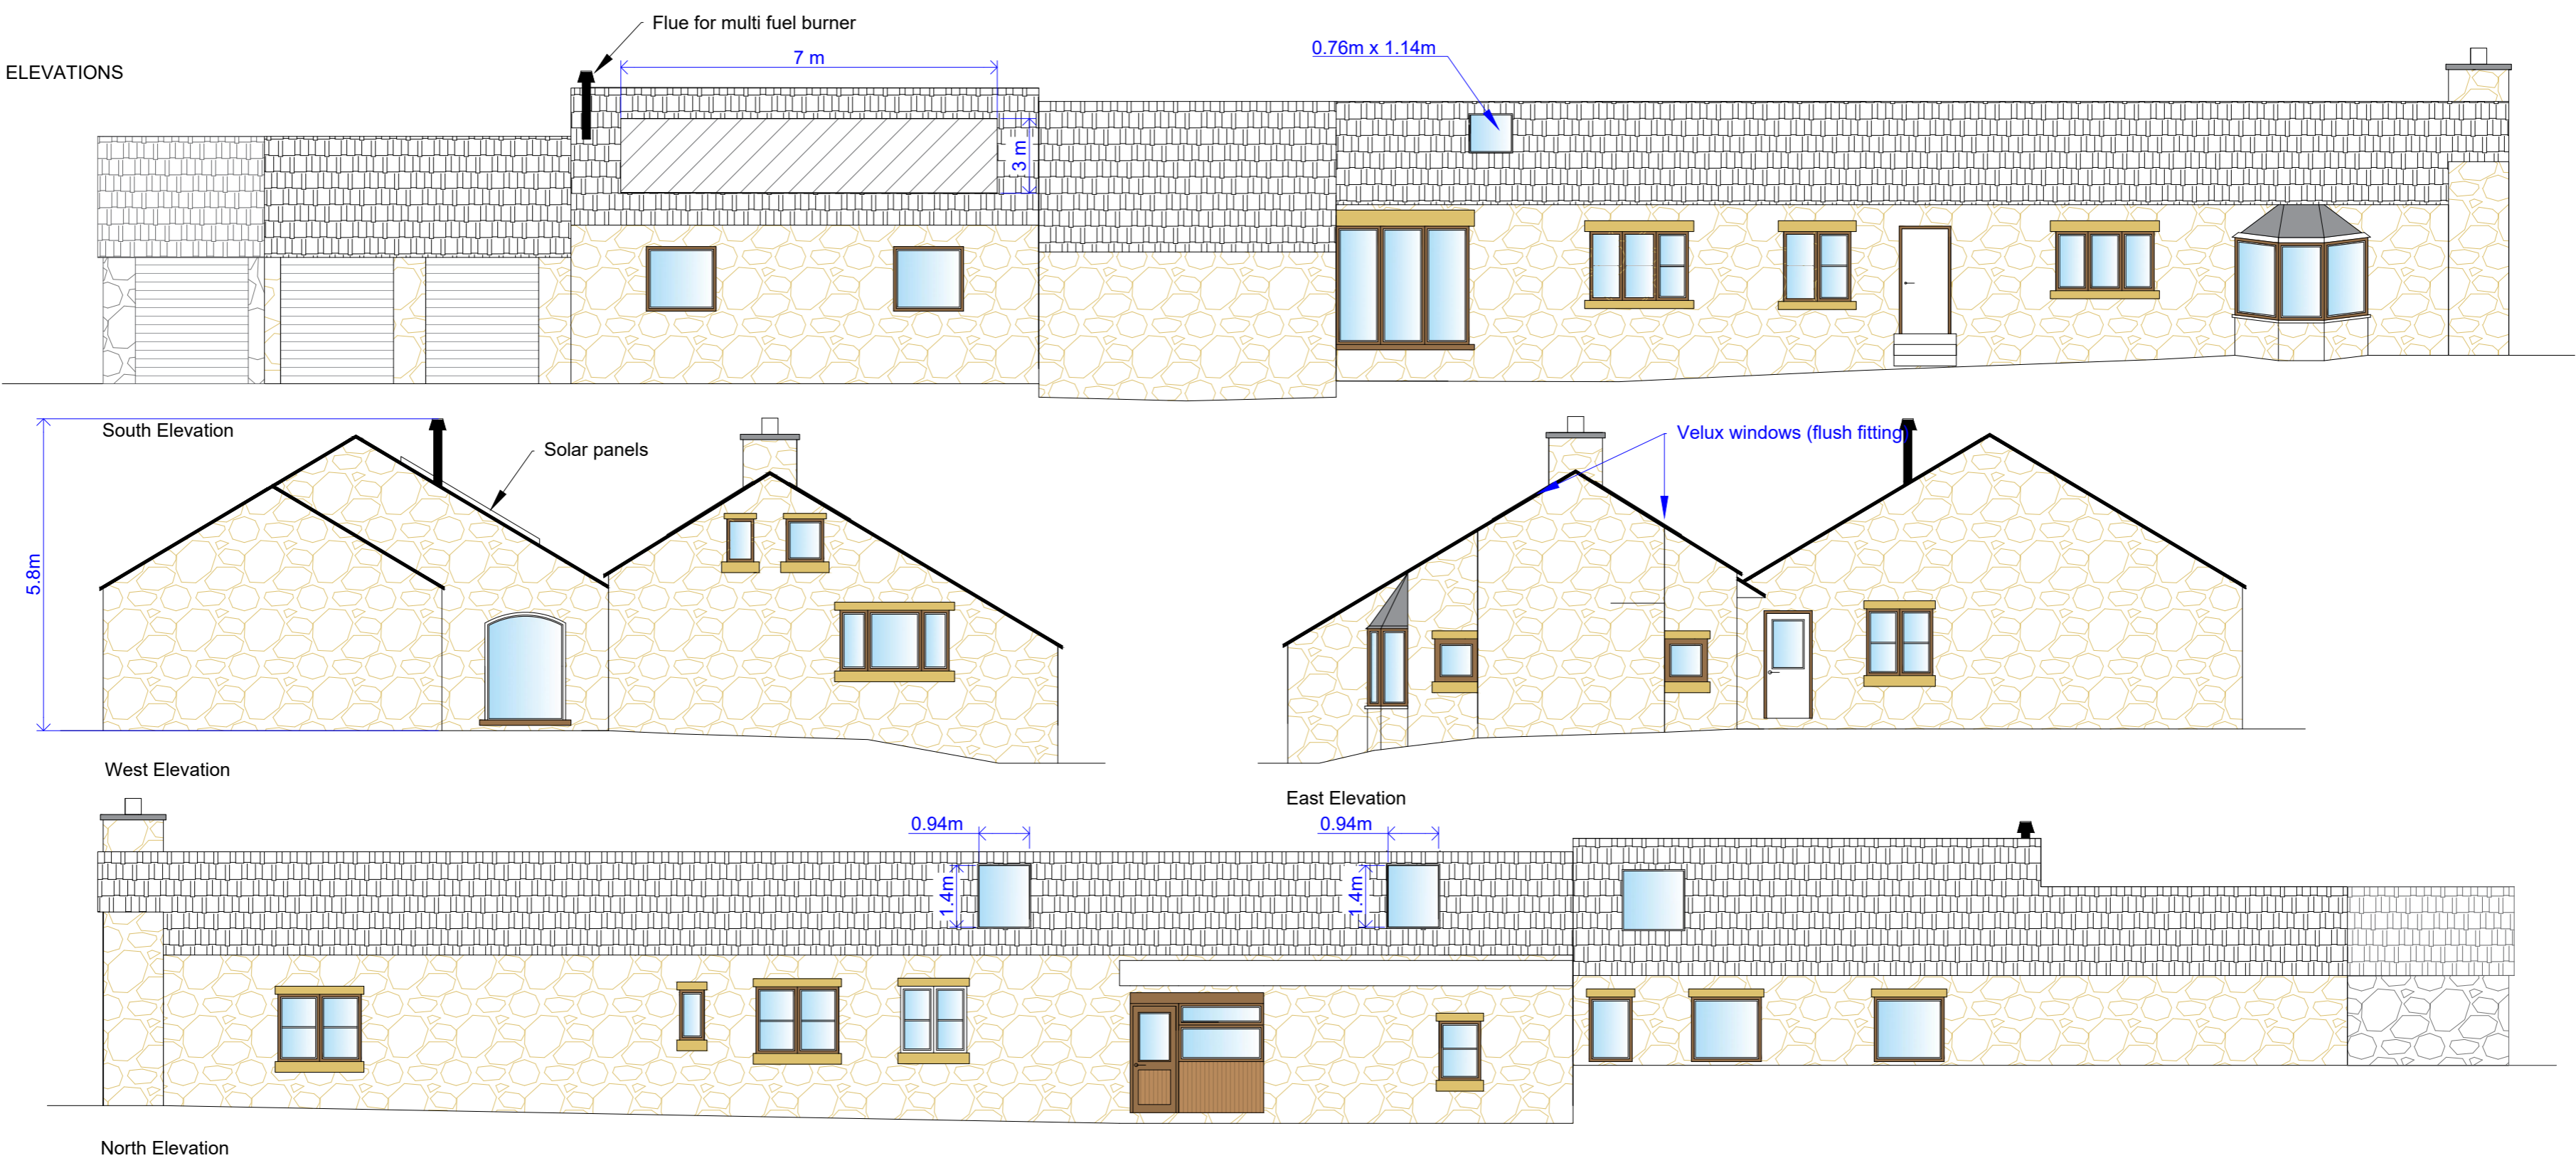 Flue for multi fuel burner
ELEVATIONS
7 m
0.76m x 1.14m
3 m
South Elevation
Solar panels
Velux windows (flush fitting)
5.8m
West Elevation
East Elevation
0.94m
0.94m
1.4m
1.4m
North Elevation